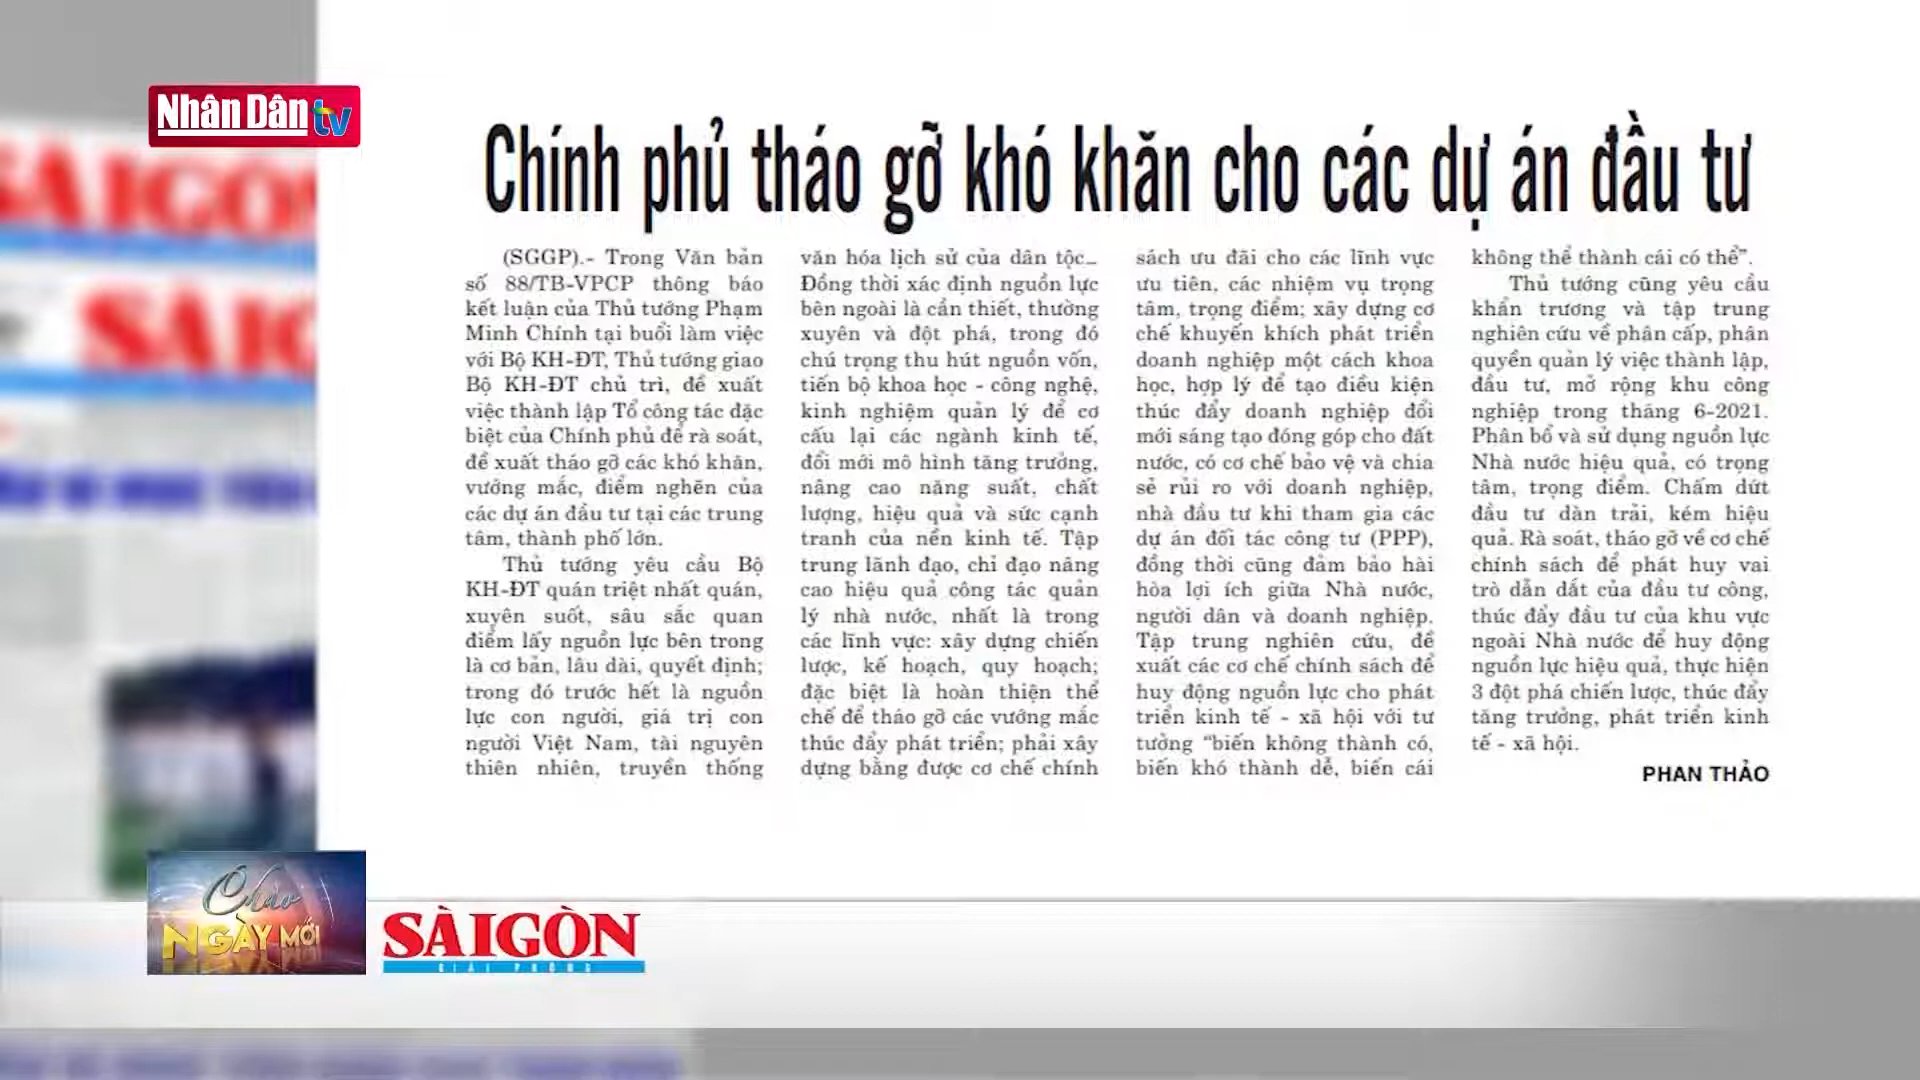 Nhân Dân tv
SÀIGÒN
SÀIG
Chính phủ tháo gỡ khó khăn cho các dự án đầu tư
(SGGP).- Trong Văn bản
số 88/TB-VPCP thông báo
kết luận của Thủ tướng Phạm
Minh Chính tại buổi làm việc
với Bộ KH-ĐT, Thủ tướng giao
Bộ KH-ĐT chủ trì, đề xuất
việc thành lập Tổ công tác đặc
biệt của Chính phủ để rà soát,
đề xuất tháo gỡ các khó khăn,
vướng mắc, điểm nghẽn của
các dự án đầu tư tại các trung
tâm, thành phố lớn.
Thủ tướng yêu cầu Bộ
KH-ĐT quán triệt nhất quán,
xuyên suốt, sâu sắc quan
điểm lấy nguồn lực bên trong
là cơ bản, lâu dài, quyết định;
trong đó trước hết là nguồn
lực con người, giá trị con
người Việt Nam, tài nguyên
thiên nhiên, truyền thống
văn hóa lịch sử của dân tộc...
Đồng thời xác định nguồn lực
bên ngoài là cần thiết, thường
xuyên và đột phá, trong đó
chú trọng thu hút nguồn vốn,
tiến bộ khoa học - công nghệ,
kinh nghiệm quản lý để cơ
cấu lại các ngành kinh tế,
đổi mới mô hình tăng trưởng,
nâng cao năng suất, chất
lượng, hiệu quả và sức cạnh
tranh của nền kinh tế. Tập
trung lãnh đạo, chỉ đạo nâng
cao hiệu quả công tác quản
lý nhà nước, nhất là trong
các lĩnh vực: xây dựng chiến
lược, kế hoạch, quy hoạch;
đặc biệt là hoàn thiện thể
chế để tháo gỡ các vướng mắc
thúc đẩy phát triển; phải xây
dựng bằng được cơ chế chính
sách ưu đãi cho các lĩnh vực
ưu tiên, các nhiệm vụ trọng
tâm, trọng điểm; xây dựng cơ
chế khuyến khích phát triển
doanh nghiệp một cách khoa
học, hợp lý để tạo điều kiện
thúc đẩy doanh nghiệp đổi
mới sáng tạo đóng góp cho đất
nước, có cơ chế bảo vệ và chia
sẻ rủi ro với doanh nghiệp,
nhà đầu tư khi tham gia các
dự án đối tác công tư (PPP),
đồng thời cũng đảm bảo hài
hòa lợi ích giữa Nhà nước,
người dân và doanh nghiệp.
Tập trung nghiên cứu, đề
xuất các cơ chế chính sách để
huy động nguồn lực cho phát
triển kinh tế - xã hội với tư
tưởng “biến không thành có,
biến khó thành dễ, biến cái
không thể thành cái có thể”.
Thủ tướng cũng yêu cầu
khẩn trương và tập trung
nghiên cứu về phân cấp, phân
quyền quản lý việc thành lập,
đầu tư, mở rộng khu công
nghiệp trong tháng 6-2021.
Phân bổ và sử dụng nguồn lực
Nhà nước hiệu quả, có trọng
tâm, trọng điểm. Chấm dứt
đầu tư dàn trải, kém hiệu
quả. Rà soát, tháo gỡ về cơ chế
chính sách để phát huy vai
trò dẫn dắt của đầu tư công,
thúc đẩy đầu tư của khu vực
ngoài Nhà nước để huy động
nguồn lực hiệu quả, thực hiện
3 đột phá chiến lược, thúc đẩy
tăng trưởng, phát triển kinh
tế - xã hội.
PHAN THẢO
Chào
NGÀY MỚI
SÀIGÒN
GIẢI PHÓNG